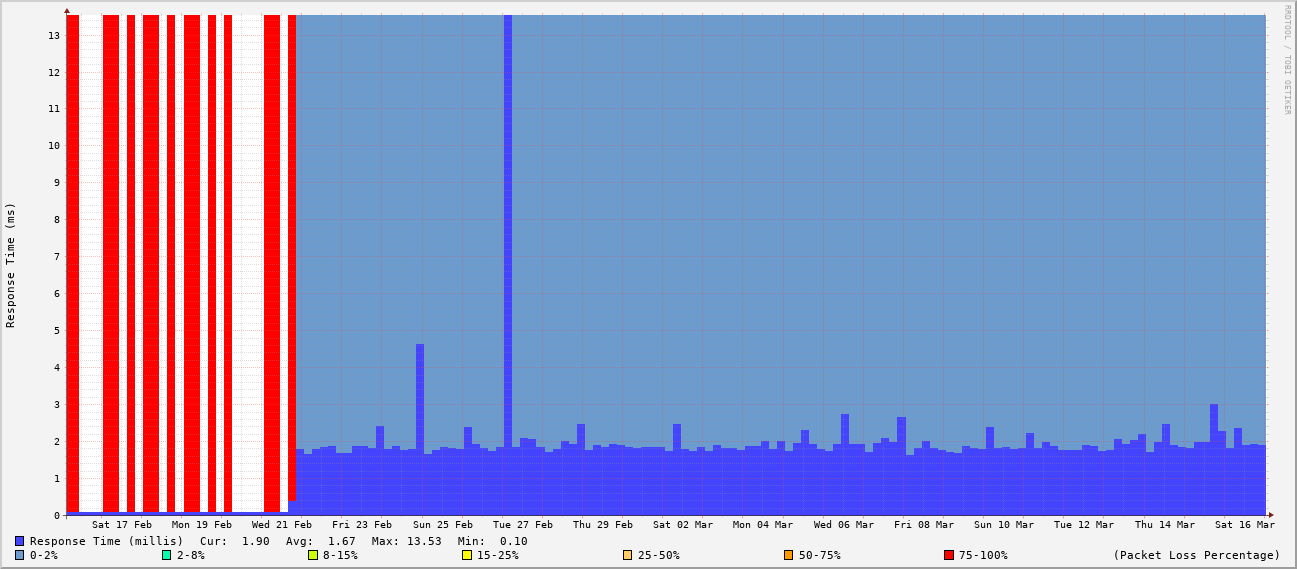 RRDTOOL / TOBI OETIKER
Response Time (ms)
13
12
11
10
9
8
7
6
5
4
3
2
1
0
Sat 17 Feb Mon 19 Feb Wed 21 Feb Fri 23 Feb Sun 25 Feb Tue 27 Feb Thu 29 Feb Sat 02 Mar Mon 04 Mar Wed 06 Mar Fri 08 Mar Sun 10 Mar Tue 12 Mar Thu 14 Mar Sat 16 Mar
Response Time (millis) Cur: 1.90 Avg: 1.67 Max: 13.53 Min: 0.10
0-2% 2-8% 8-15% 15-25% 25-50% 50-75% 75-100% (Packet Loss Percentage)